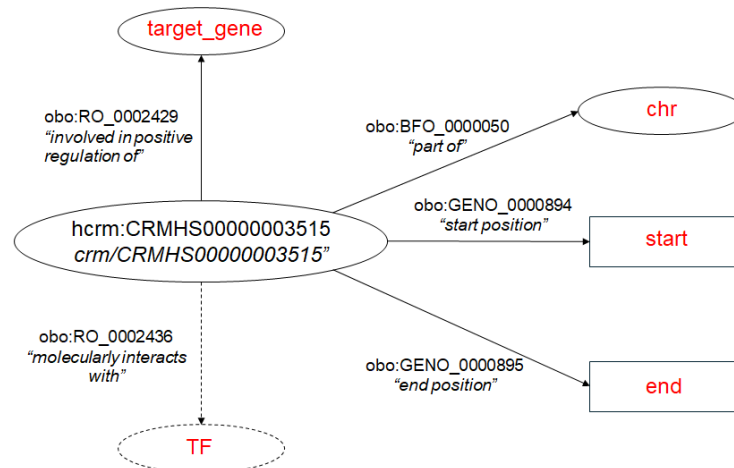 target_gene
obo:RO_0002429
“involved in positive
regulation of”
obo:BFO_0000050
“part of”
chr
hcrm:CRMHS00000003515
crm/CRMHS00000003515”
obo:GENO_0000894
“start position”
start
obo:RO_0002436
“molecularly interacts
with”
obo:GENO_0000895
“end position”
end
TF